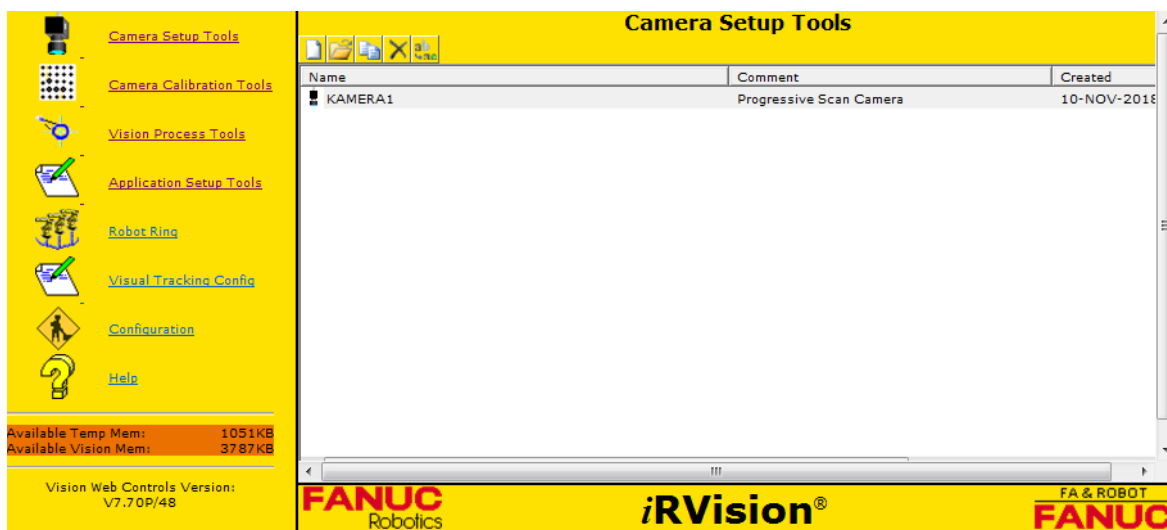 Camera Setup Tools
Camera Calibration Tools
Vision Process Tools
Application Setup Tools
Robot Ring
Visual Tracking Config
Configuration
Help
Available Temp Mem: 1051KB
Available Vision Mem: 3787KB
Vision Web Controls Version:
V7.70P/48
Camera Setup Tools
Name Comment Created
KAMERA1 Progressive Scan Camera 10-NOV-2018
FANUC
Robotics
iRVision®
FA & ROBOT
FANUC